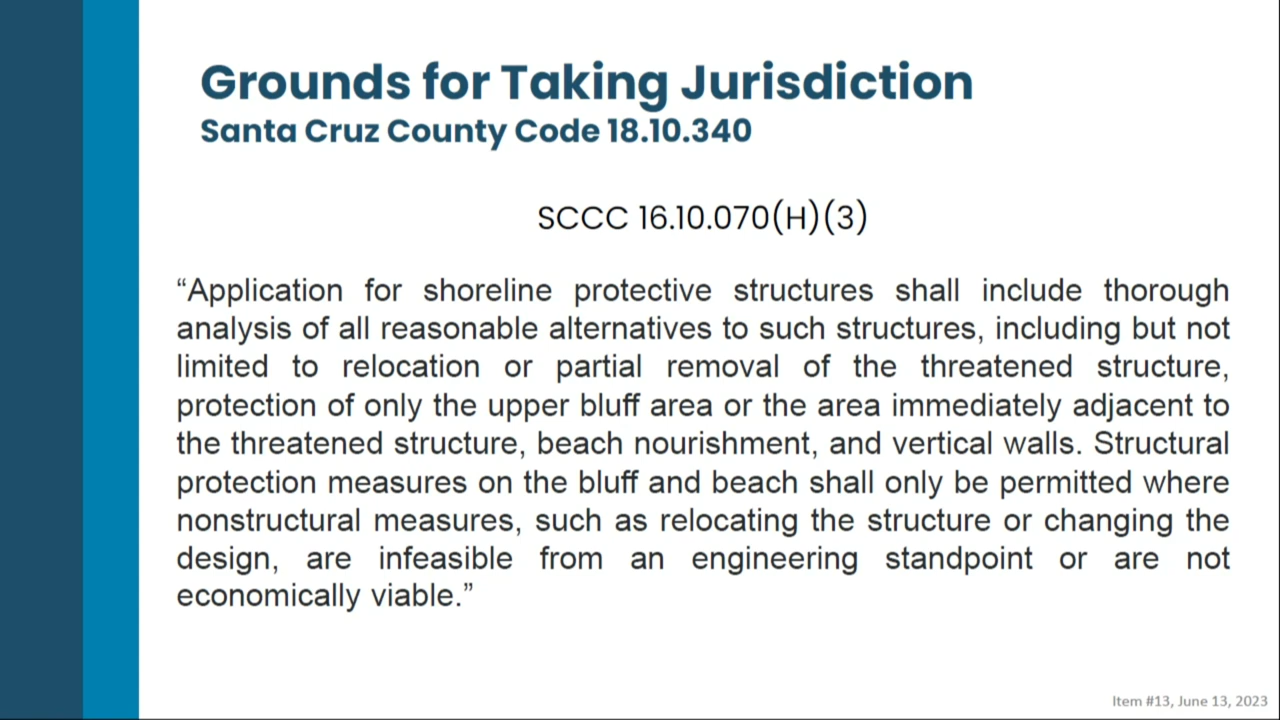 Grounds for Taking Jurisdiction
Santa Cruz County Code 18.10.340
SCCC 16.10.070(H)(3)
“Application for shoreline protective structures shall include thorough
analysis of all reasonable alternatives to such structures, including but not
limited to relocation or partial removal of the threatened structure,
protection of only the upper bluff area or the area immediately adjacent to
the threatened structure, beach nourishment, and vertical walls. Structural
protection measures on the bluff and beach shall only be permitted where
nonstructural measures, such as relocating the structure or changing the
design, are infeasible from an engineering standpoint or are not
economically viable.”
Item #13, June 13, 2023